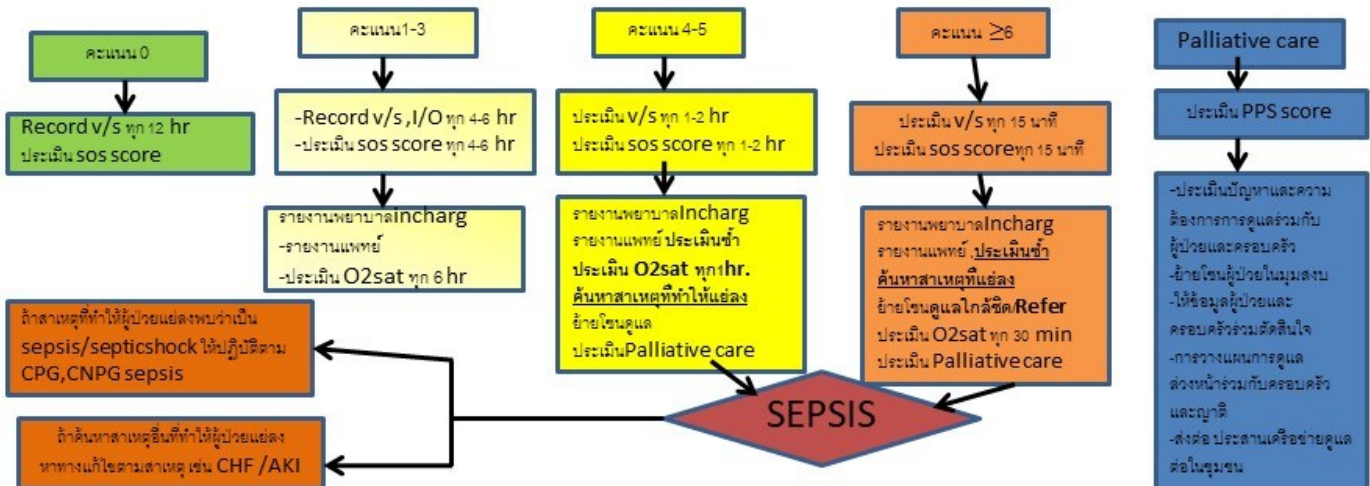 คะแนน 0
Record v/s ทุก 12 hr
ประเมิน sos score
คะแนน1-3
-Record v/s ,I/O ทุก 4-6 hr
-ประเมิน sos score ทุก 4-6 hr
รายงานพยาบาลincharg
-รายงานแพทย์
-ประเมิน O2sat ทุก 6 hr
คะแนน 4-5
ประเมิน v/s ทุก 1-2 hr
ประเมิน sos score ทุก 1-2 hr
รายงานพยาบาลIncharg
รายงานแพทย์ ประเมินซ้ำ
ประเมิน O2sat ทุก1hr.
ค้นหาสาเหตุที่ทำให้แย่ลง
ย้ายโซนดูแล
ประเมินPalliative care
คะแนน ≥6
ประเมิน v/s ทุก 15 นาที
ประเมิน sos scoreทุก 15 นาที
รายงานพยาบาลIncharg
รายงานแพทย์ ,ประเมินซ้ำ
ค้นหาสาเหตุที่แย่ลง
ย้ายโซนดูแลใกล้ชิด/Refer
ประเมิน O2sat ทุก 30 min
ประเมิน Palliative care
Palliative care
ประเมิน PPS score
-ประเมินปัญหาและความ
ต้องการการดูแลร่วมกับ
ผู้ป่วยและครอบครัว
-ย้ายโซนผู้ป่วยในมุมสงบ
-ให้ข้อมูลผู้ป่วยและ
ครอบครัวร่วมตัดสินใจ
-การวางแผนการดูแล
ล่วงหน้าร่วมกับครอบครัว
และญาติ
-ส่งต่อ ประสานเครือข่ายดูแล
ต่อในชุมชน
SEPSIS
ถ้าสาเหตุที่ทำให้ผู้ป่วยแย่ลงพบว่าเป็น
sepsis/septicshock ให้ปฏิบัติตาม
CPG,CNPG sepsis
ถ้าค้นหาสาเหตุอื่นที่ทำให้ผู้ป่วยแย่ลง
หาทางแก้ไขตามสาเหตุ เช่น CHF /AKI